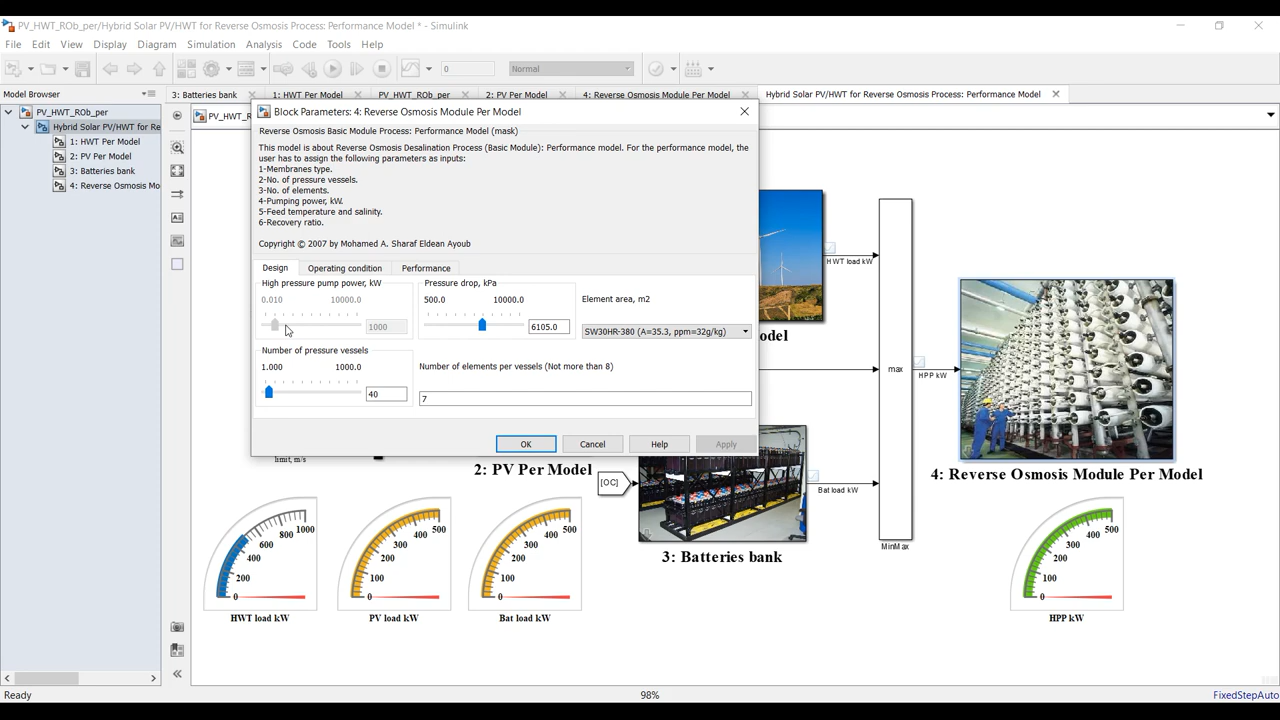 PV_HWT_ROb_per/Hybrid Solar PV/HWT for Reverse Osmosis Process: Performance Model * - Simulink
File Edit View Display Diagram Simulation Analysis Code Tools Help
0 Normal
Model Browser
3: Batteries bank 1: HWT Per Model PV_HWT_ROb_per 2: PV Per Model 4: Reverse Osmosis Module Per Model Hybrid Solar PV/HWT for Reverse Osmosis Process: Performance Model
PV_HWT_ROb_per
Hybrid Solar PV/HWT for Re
1: HWT Per Model
2: PV Per Model
3: Batteries bank
4: Reverse Osmosis Mo
PV_HWT_R
Block Parameters: 4: Reverse Osmosis Module Per Model
Reverse Osmosis Basic Module Process: Performance Model (mask)
This model is about Reverse Osmosis Desalination Process (Basic Module): Performance model. For the performance model, the
user has to assign the following parameters as inputs:
1-Membranes type.
2-No. of pressure vessels.
3-No. of elements.
4-Pumping power, kW.
5-Feed temperature and salinity.
6-Recovery ratio.
Copyright © 2007 by Mohamed A. Sharaf Eldean Ayoub
Design Operating condition Performance
High pressure pump power, kW
0.010 10000.0
1000
Pressure drop, kPa
500.0 10000.0
6105.0
Element area, m2
SW30HR-380 (A=35.3, ppm=32g/kg)
Number of pressure vessels
1.000 1000.0
40
Number of elements per vessels (Not more than 8)
7
OK Cancel Help Apply
HWT load kW
odel
max
HPP kW
limit, m/s
2: PV Per Model
[OC]
Bat load kW
MinMax
3: Batteries bank
4: Reverse Osmosis Module Per Model
0 200 400 600 800 1000
HWT load kW
0 100 200 300 400 500
PV load kW
0 100 200 300 400 500
Bat load kW
0 100 200 300 400 500
HPP kW
Ready 98% FixedStepAuto